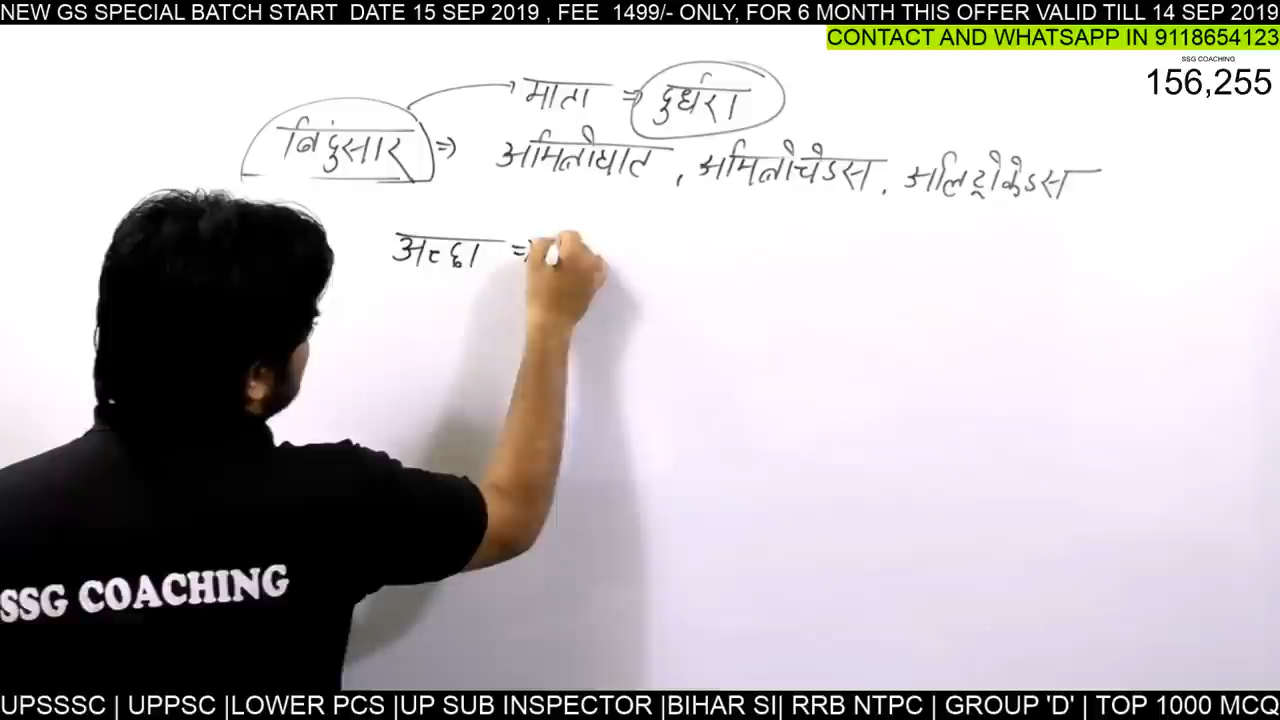 NEW GS SPECIAL BATCH START DATE 15 SEP 2019 , FEE 1499/- ONLY, FOR 6 MONTH THIS OFFER VALID TILL 14 SEP 2019
CONTACT AND WHATSAPP IN 9118654123
SSG COACHING
156,255
माता ⇒ दुर्धरा
बिंदुसार ⇒ अमितोघात , अमितोचेडस , अलिट्रोकेडस
अच्छा ⇒
SSG COACHING
UPSSSC | UPPSC |LOWER PCS |UP SUB INSPECTOR |BIHAR SI| RRB NTPC | GROUP 'D' | TOP 1000 MCQ